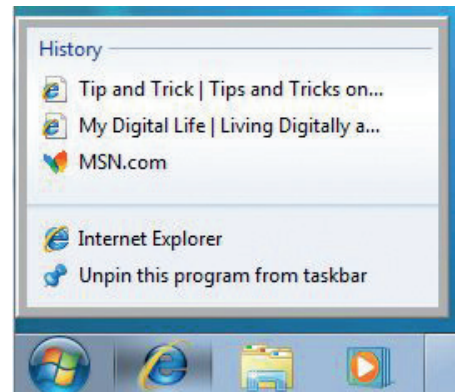 History
Tip and Trick | Tips and Tricks on...
My Digital Life | Living Digitally a...
MSN.com
Internet Explorer
Unpin this program from taskbar